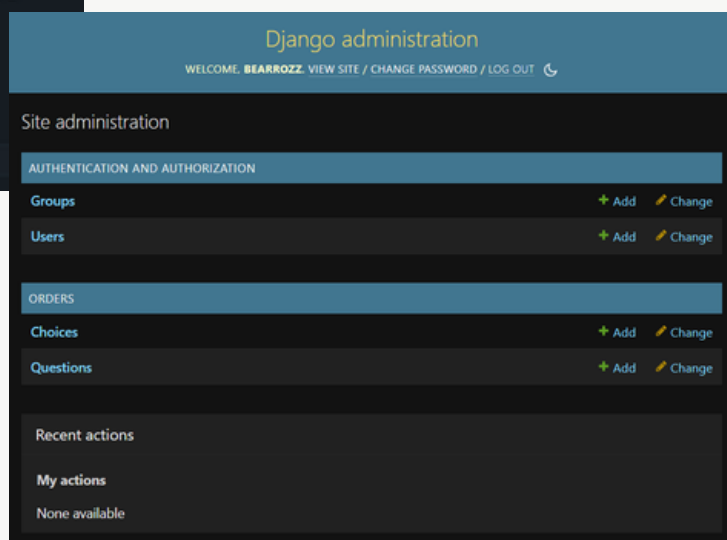 Django administration
WELCOME, BEARROZZ. VIEW SITE / CHANGE PASSWORD / LOG OUT
Site administration
AUTHENTICATION AND AUTHORIZATION
Groups + Add Change
Users + Add Change
ORDERS
Choices + Add Change
Questions + Add Change
Recent actions
My actions
None available